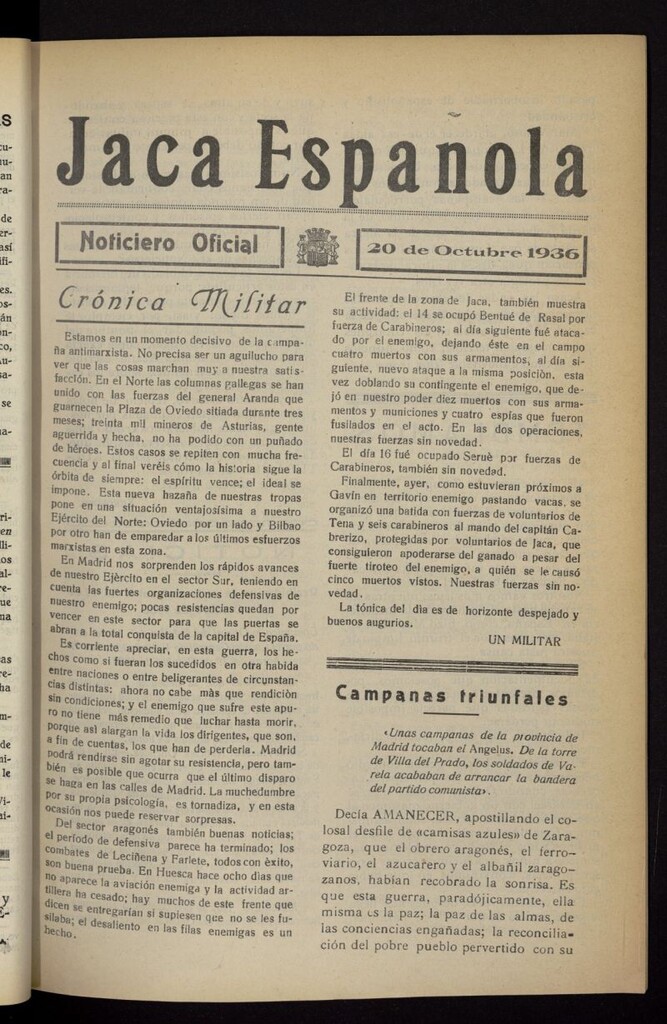 Jaca Espanola
Noticiero Oficial
20 de Octubre 1936
Crónica Militar
Estamos en un momento decisivo de la campa-
ña antimarxista. No precisa ser un aguilucho para
ver que las cosas marchan muy a nuestra satis-
facción. En el Norte las columnas gallegas se han
unido con las fuerzas del general Aranda que
guarnecen la Plaza de Oviedo sitiada durante tres
meses; treinta mil mineros de Asturias, gente
aguerrida y hecha, no ha podido con un puñado
de héroes. Estos casos se repiten con mucha fre-
cuencia y al final veréis cómo la historia sigue la
órbita de siempre: el espíritu vence; el ideal se
impone. Esta nueva hazaña de nuestras tropas
pone en una situación ventajosísima a nuestro
Ejército del Norte: Oviedo por un lado y Bilbao
por otro han de emparedar a los últimos esfuerzos
marxistas en esta zona.
En Madrid nos sorprenden los rápidos avances
de nuestro Ejército en el sector Sur, teniendo en
cuenta las fuertes organizaciones defensivas de
nuestro enemigo; pocas resistencias quedan por
vencer en este sector para que las puertas se
abran a la total conquista de la capital de España.
Es corriente apreciar, en esta guerra, los he-
chos como si fueran los sucedidos en otra habida
entre naciones o entre beligerantes de circunstan-
cias distintas: ahora no cabe màs que rendición
sin condiciones; y el enemigo que sufre este apu-
ro no tiene más remedio que luchar hasta morir,
porque así alargan la vida los dirigentes, que son,
a fin de cuentas, los que han de perderla. Madrid
podrá rendirse sin agotar su resistencia, pero tam-
bién es posible que ocurra que el último disparo
se haga en las calles de Madrid. La muchedumbre
por su propia psicología, es tornadiza, y en esta
ocasión nos puede reservar sorpresas.
Del sector aragonés también buenas noticias;
el período de defensiva parece ha terminado; los
combates de Leciñena y Farlete, todos con èxito,
son buena prueba. En Huesca hace ocho días que
no aparece la aviación enemiga y la actividad ar-
tillera ha cesado; hay muchos de este frente que
dicen se entregarían si supiesen que no se les fu-
silaba; el desaliento en las filas enemigas es un
hecho.
El frente de la zona de Jaca, también muestra
su actividad: el 14 se ocupó Bentué de Rasal por
fuerza de Carabineros; al día siguiente fué ataca-
do por el enemigo, dejando éste en el campo
cuatro muertos con sus armamentos, al día si-
guiente, nuevo ataque a la misma posición, esta
vez doblando su contingente el enemigo, que de-
jó en nuestro poder diez muertos con sus arma-
mentos y municiones y cuatro espías que fueron
fusilados en el acto. En las dos operaciones,
nuestras fuerzas sin novedad.
El día 16 fué ocupado Seruè por fuerzas de
Carabineros, también sin novedad.
Finalmente, ayer, como estuvieran próximos a
Gavín en territorio enemigo pastando vacas, se
organizó una batida con fuerzas de voluntarios de
Tena y seis carabineros al mando del capitán Ca-
brerizo, protegidas por voluntarios de Jaca, que
consiguieron apoderarse del ganado a pesar del
fuerte tiroteo del enemigo, a quién se le causó
cinco muertos vistos. Nuestras fuerzas sin no-
vedad.
La tónica del dia es de horizonte despejado y
buenos augurios.
UN MILITAR
Campanas triunfales
«Unas campanas de la provincia de
Madrid tocaban el Angelus. De la torre
de Villa del Prado, los soldados de Va-
rela acababan de arrancar la bandera
del partido comunista».
Decía AMANECER, apostillando el co-
losal desfile de «camisas azules» de Zara-
goza, que el obrero aragonés, el ferro-
viario, el azucarero y el albañil zarago-
zanos, habían recobrado la sonrisa. Es
que esta guerra, paradójicamente, ella
misma es la paz; la paz de las almas, de
las conciencias engañadas; la reconcilia-
ción del pobre pueblo pervertido con su